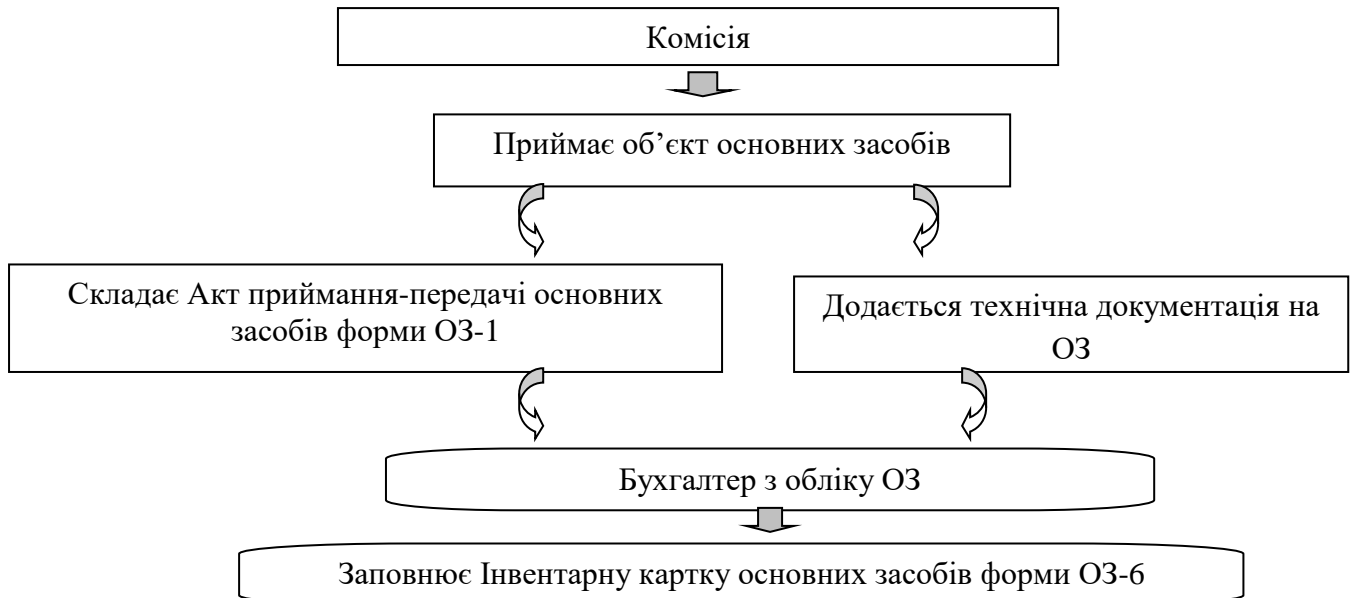 Комісія
Приймає об’єкт основних засобів
Складає Акт приймання-передачі основних
засобів форми ОЗ-1
Додається технічна документація на
ОЗ
Бухгалтер з обліку ОЗ
Заповнює Інвентарну картку основних засобів форми ОЗ-6